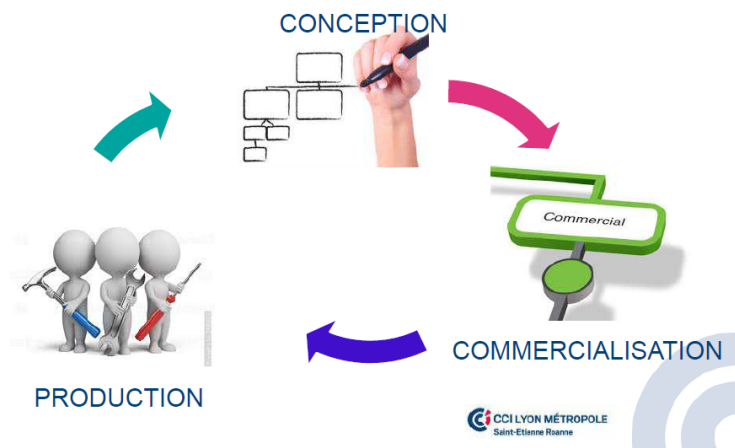 CONCEPTION
Commercial
COMMERCIALISATION
PRODUCTION
CCI LYON MÉTROPOLE
Saint-Etienne Roanne